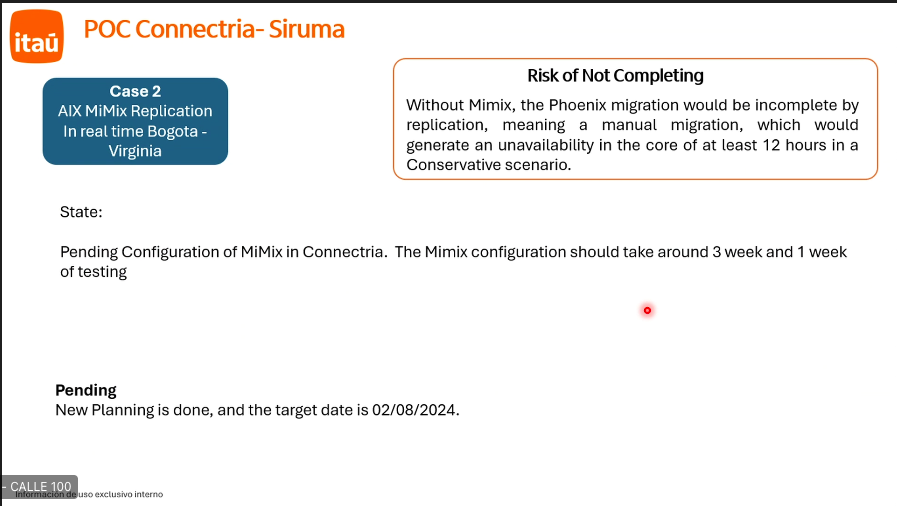 itaú
POC Connectria- Siruma
Case 2
AIX MiMix Replication
In real time Bogota -
Virginia
Risk of Not Completing
Without Mimix, the Phoenix migration would be incomplete by
replication, meaning a manual migration, which would
generate an unavailability in the core of at least 12 hours in a
Conservative scenario.
State:
Pending Configuration of MiMix in Connectria.  The Mimix configuration should take around 3 week and 1 week
of testing
Pending
New Planning is done, and the target date is 02/08/2024.
- CALLE 100
Información de uso exclusivo interno